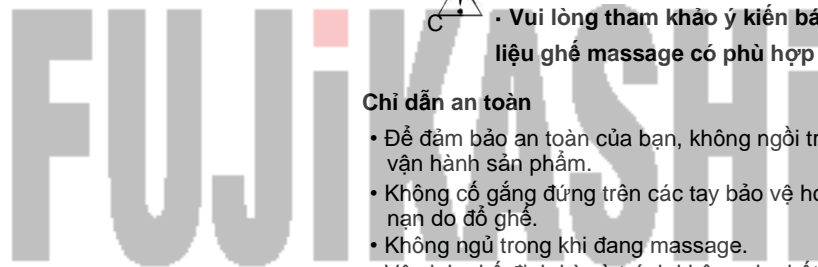 FUJiKASHi
C
· Vui lòng tham khảo ý kiến bá
liệu ghế massage có phù hợp
Chỉ dẫn an toàn
• Để đảm bảo an toàn của bạn, không ngồi tr
vận hành sản phẩm.
• Không cố gắng đứng trên các tay bảo vệ ho
nạn do đổ ghế.
• Không ngủ trong khi đang massage.